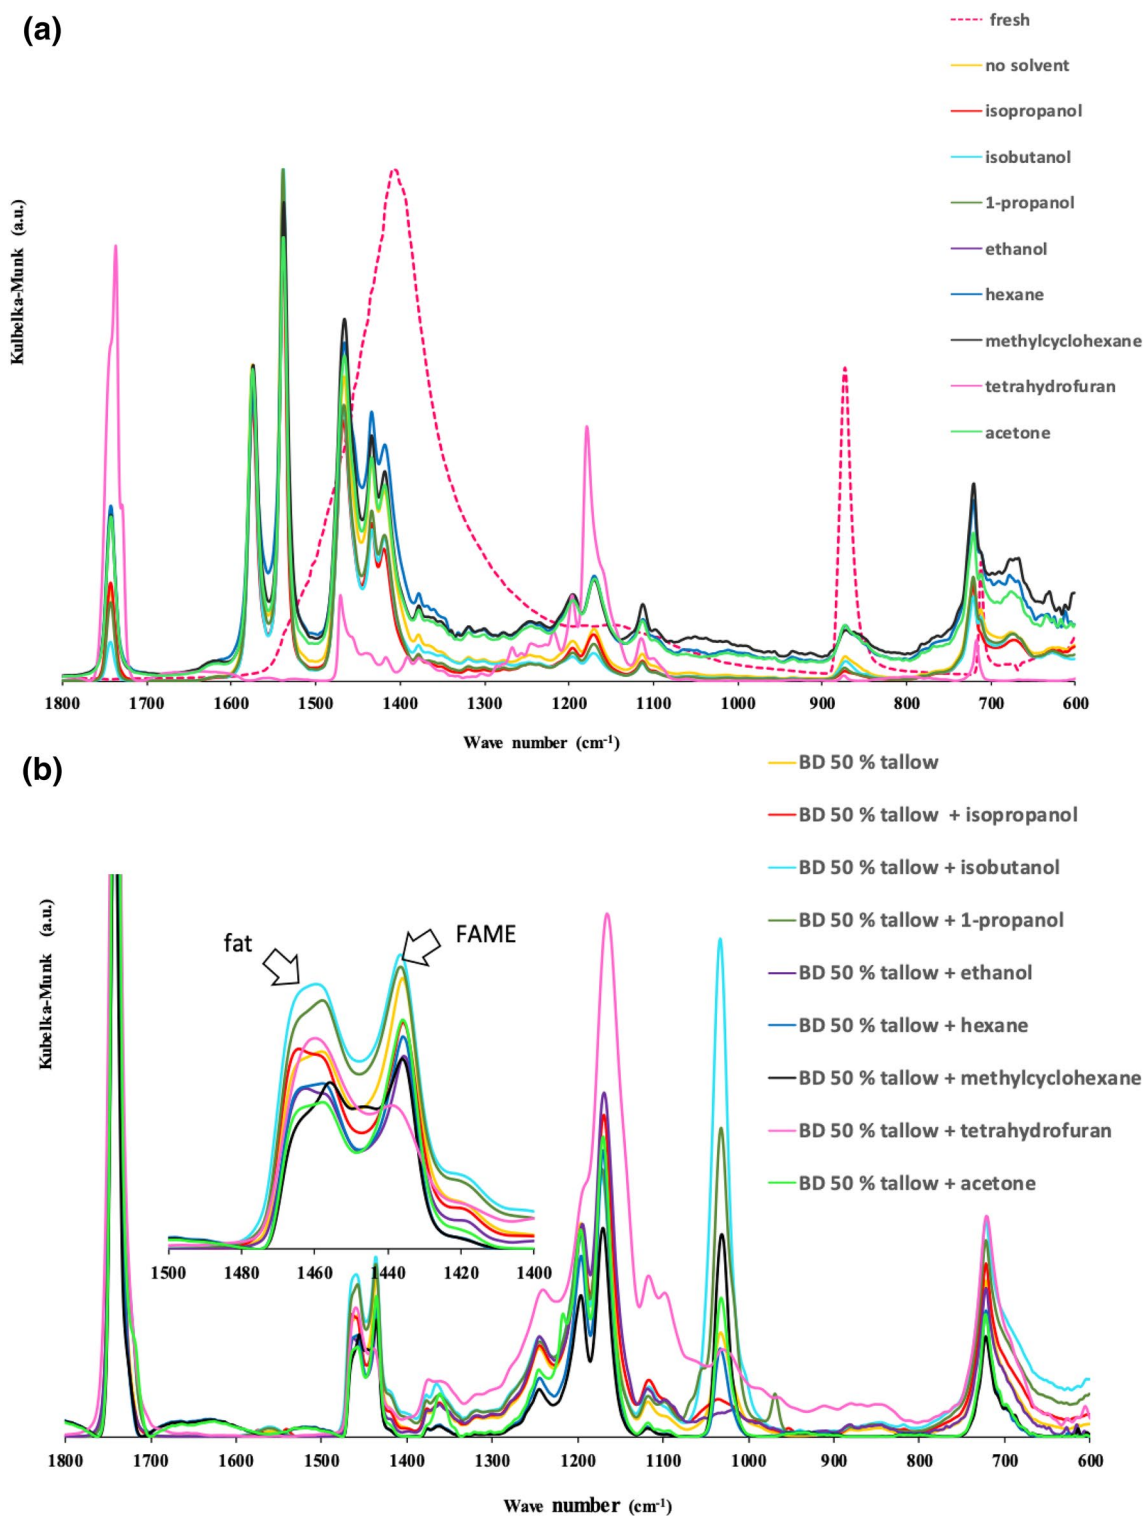 (a)
fresh
no solvent
isopropanol
isobutanol
1-propanol
ethanol
hexane
methylcyclohexane
tetrahydrofuran
acetone
Kulbelka-Munk (a.u.)
1800 1700 1600 1500 1400 1300 1200 1100 1000 900 800 700 600
Wave number (cm-1)
(b)
BD 50 % tallow
BD 50 % tallow + isopropanol
BD 50 % tallow + isobutanol
BD 50 % tallow + 1-propanol
BD 50 % tallow + ethanol
BD 50 % tallow + hexane
BD 50 % tallow + methylcyclohexane
BD 50 % tallow + tetrahydrofuran
BD 50 % tallow + acetone
Kubelka-Munk (a.u.)
fat
FAME
1500 1480 1460 1440 1420 1400
1800 1700 1600 1500 1400 1300 1200 1100 1000 900 800 700 600
Wave number (cm-1)